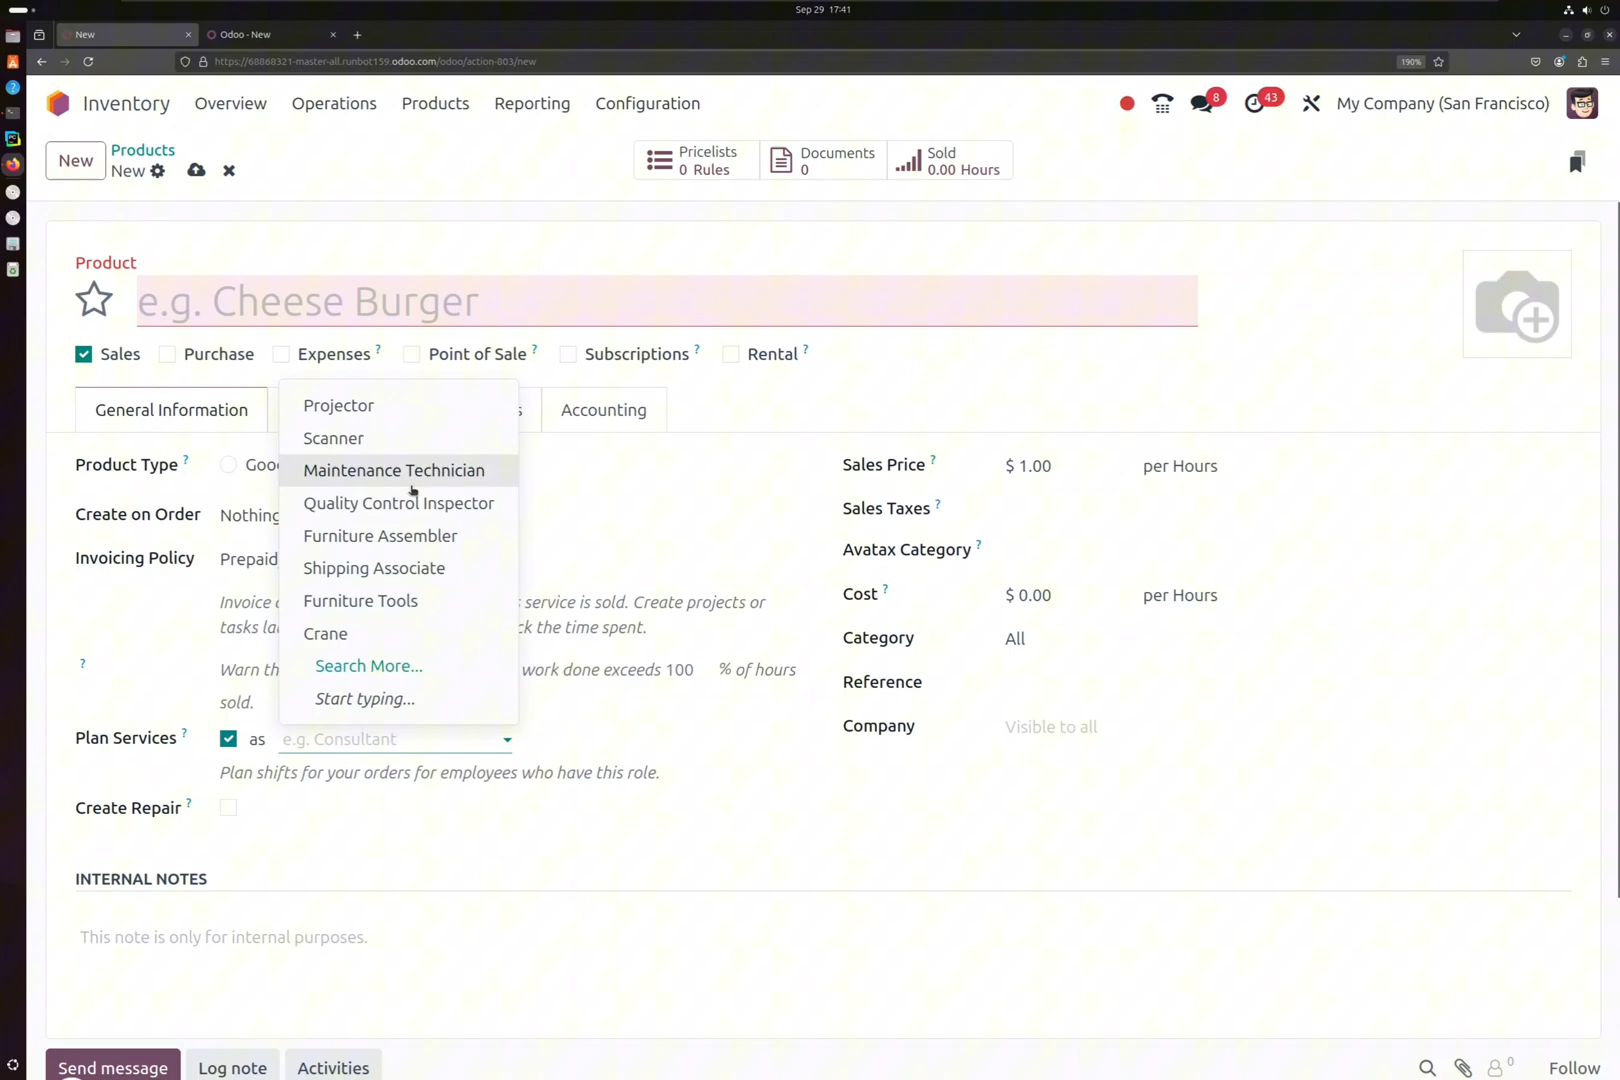 Sep 29 17:41
New
Odoo - New
https://68868321-master-all.runbot159.odoo.com/odoo/action-803/new
190%
Inventory Overview Operations Products Reporting Configuration
8
43
My Company (San Francisco)
New
Products
New
Pricelists
0 Rules
Documents
0
Sold
0.00 Hours
Product
e.g. Cheese Burger
Sales Purchase Expenses ? Point of Sale ? Subscriptions ? Rental ?
General Information
s
Accounting
Projector
Scanner
Maintenance Technician
Quality Control Inspector
Furniture Assembler
Shipping Associate
Furniture Tools
Crane
Search More...
Start typing...
Product Type ? Goo
Create on Order Nothing
Invoicing Policy Prepaid
Invoice o s service is sold. Create projects or
tasks la ck the time spent.
? Warn th work done exceeds 100 % of hours
sold.
Plan Services ? as e.g. Consultant
Plan shifts for your orders for employees who have this role.
Create Repair ?
Sales Price ? $ 1.00 per Hours
Sales Taxes ?
Avatax Category ?
Cost ? $ 0.00 per Hours
Category All
Reference
Company Visible to all
INTERNAL NOTES
This note is only for internal purposes.
Send message Log note Activities
0
Follow